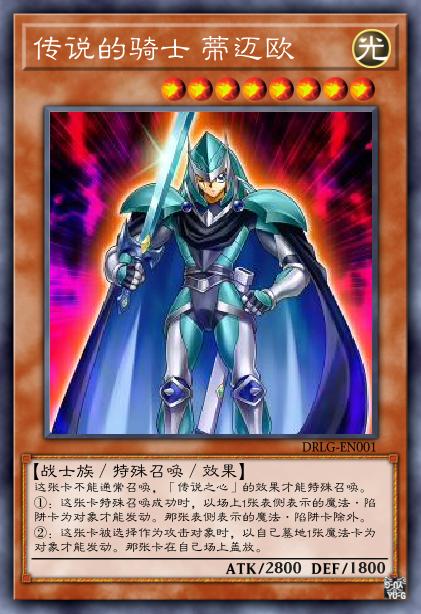 传说的骑士 蒂迈欧
光
DRLG-EN001
【战士族／特殊召唤／效果】
这张卡不能通常召唤，「传说之心」的效果才能特殊召唤。
①：这张卡特殊召唤成功时，以场上1张表侧表示的魔法·陷
阱卡为对象才能发动。那张表侧表示的魔法·陷阱卡除外。
②：这张卡被选择作为攻击对象时，以自己墓地1张魔法卡为
对象才能发动。那张卡在自己场上盖放。
ATK/2800 DEF/1800